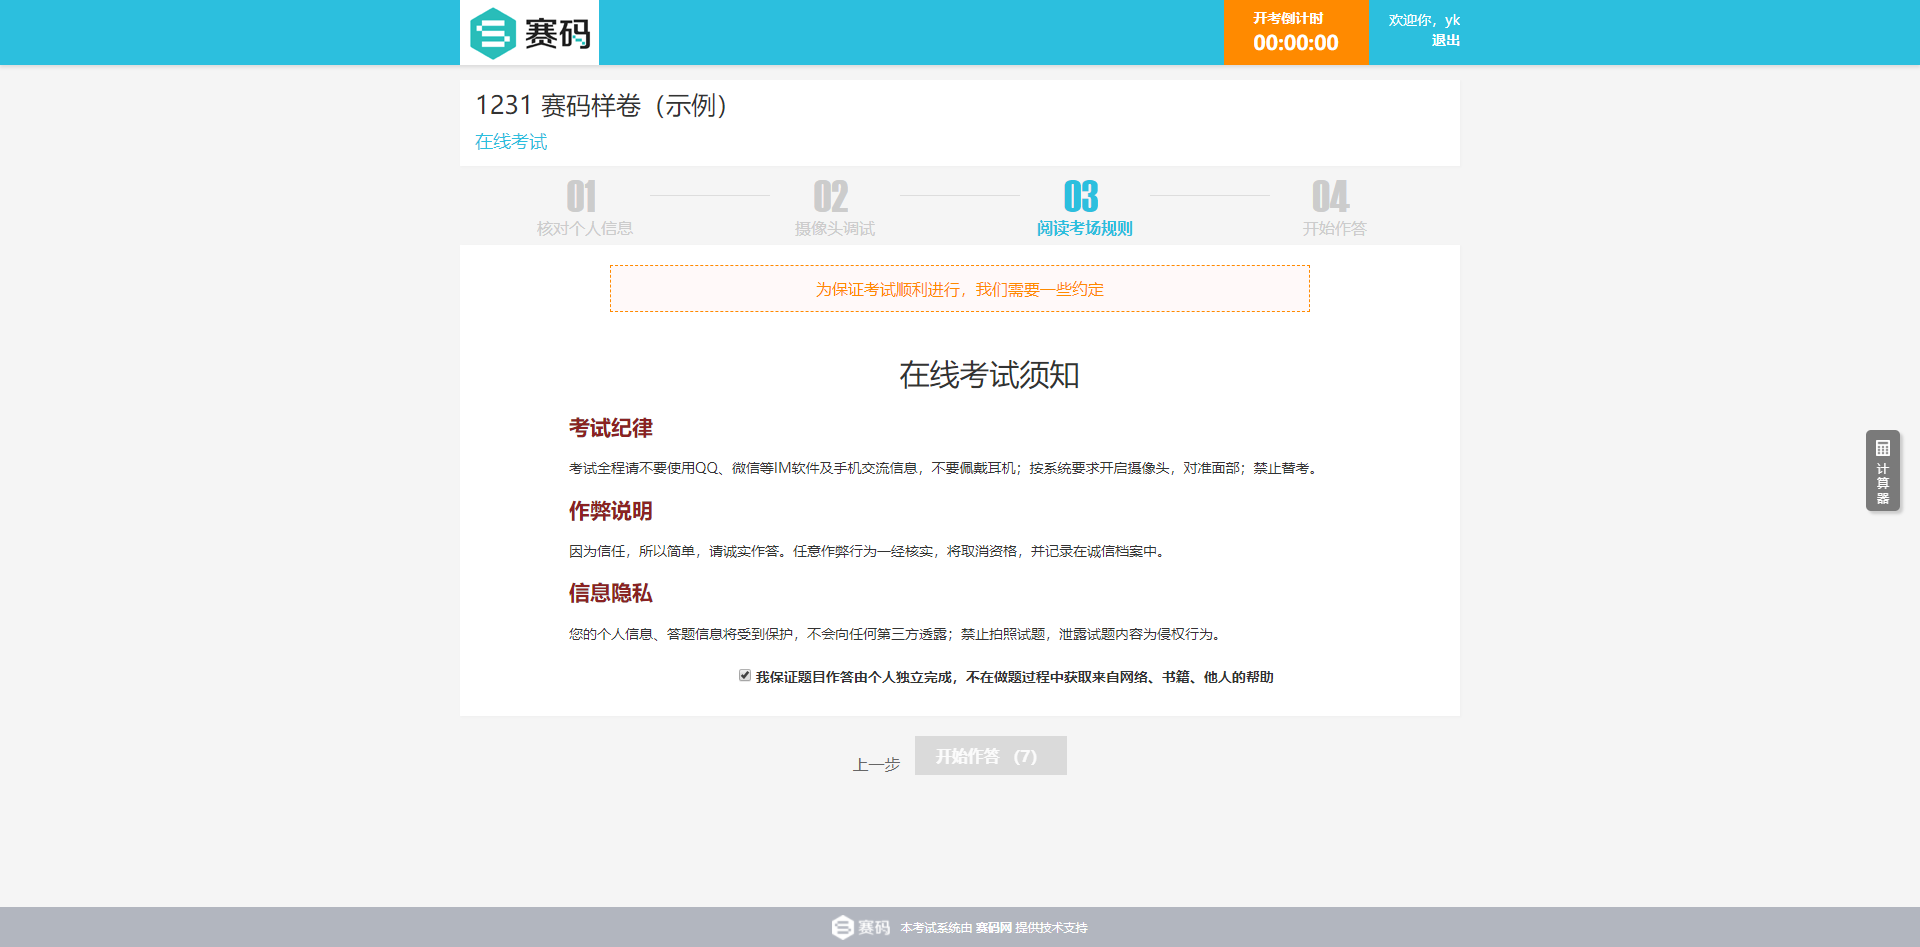 赛码
开考倒计时
00:00:00
欢迎你，yk
退出
1231 赛码样卷（示例）
在线考试
01
核对个人信息
02
摄像头调试
03
阅读考场规则
04
开始作答
为保证考试顺利进行，我们需要一些约定
在线考试须知
考试纪律
考试全程请不要使用QQ、微信等IM软件及手机交流信息，不要佩戴耳机；按系统要求开启摄像头，对准面部；禁止替考。
作弊说明
因为信任，所以简单，请诚实作答。任意作弊行为一经核实，将取消资格，并记录在诚信档案中。
信息隐私
您的个人信息、答题信息将受到保护，不会向任何第三方透露；禁止拍照试题，泄露试题内容为侵权行为。
我保证题目作答由个人独立完成，不在做题过程中获取来自网络、书籍、他人的帮助
上一步
开始作答 (7)
计算器
赛码 本考试系统由 赛码网 提供技术支持